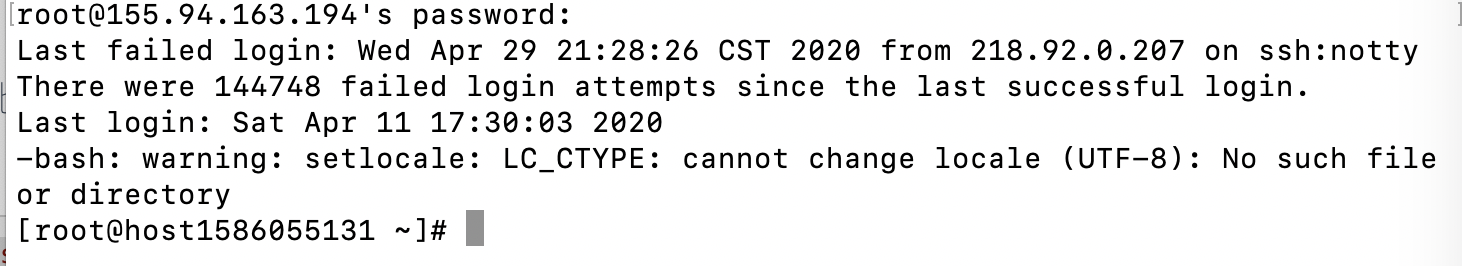 [root@155.94.163.194's password:
Last failed login: Wed Apr 29 21:28:26 CST 2020 from 218.92.0.207 on ssh:notty
There were 144748 failed login attempts since the last successful login.
Last login: Sat Apr 11 17:30:03 2020
-bash: warning: setlocale: LC_CTYPE: cannot change locale (UTF-8): No such file
or directory
[root@host1586055131 ~]#